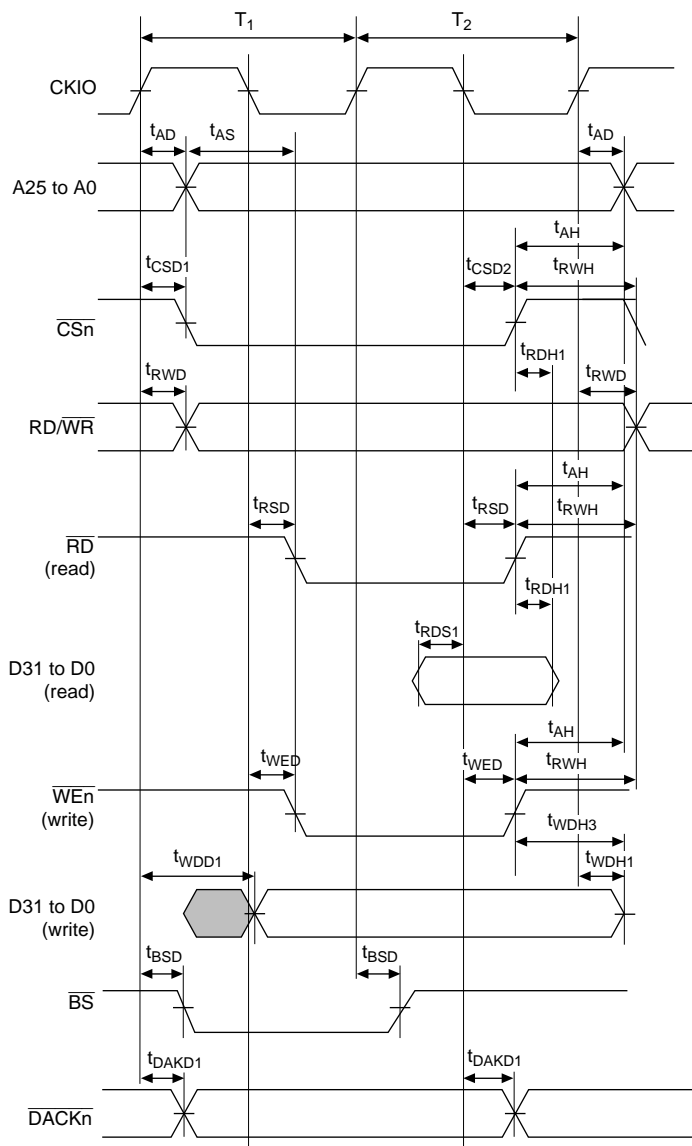 T1 T2
CKIO
tAD tAS tAD
A25 to A0
tAH
tCSD1 tCSD2 tRWH
CSn
tRDH1
tRWD tRWD
RD/WR
tAH
tRSD tRSD tRWH
RD
(read)
tRDH1
tRDS1
D31 to D0
(read)
tAH
tWED tWED tRWH
WEn
(write)
tWDH3
tWDD1 tWDH1
D31 to D0
(write)
tBSD tBSD
BS
tDAKD1 tDAKD1
DACKn